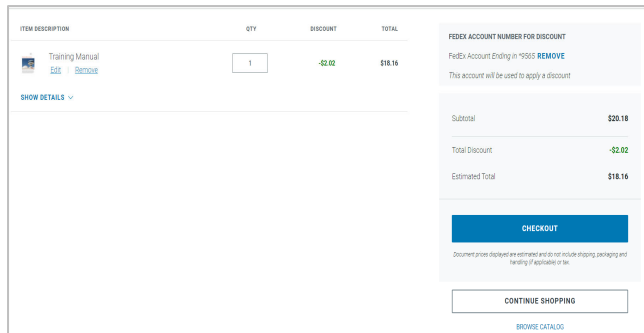 ITEM DESCRIPTION QTY DISCOUNT TOTAL
Training Manual 1 -$2.02 $18.16
Edit | Remove
SHOW DETAILS
FEDEX ACCOUNT NUMBER FOR DISCOUNT
FedEx Account Ending in *9565 REMOVE
This account will be used to apply a discount
Subtotal $20.18
Total Discount -$2.02
Estimated Total $18.16
CHECKOUT
Document prices displayed are estimated and do not include shipping, packaging and
handling (if applicable) or tax.
CONTINUE SHOPPING
BROWSE CATALOG